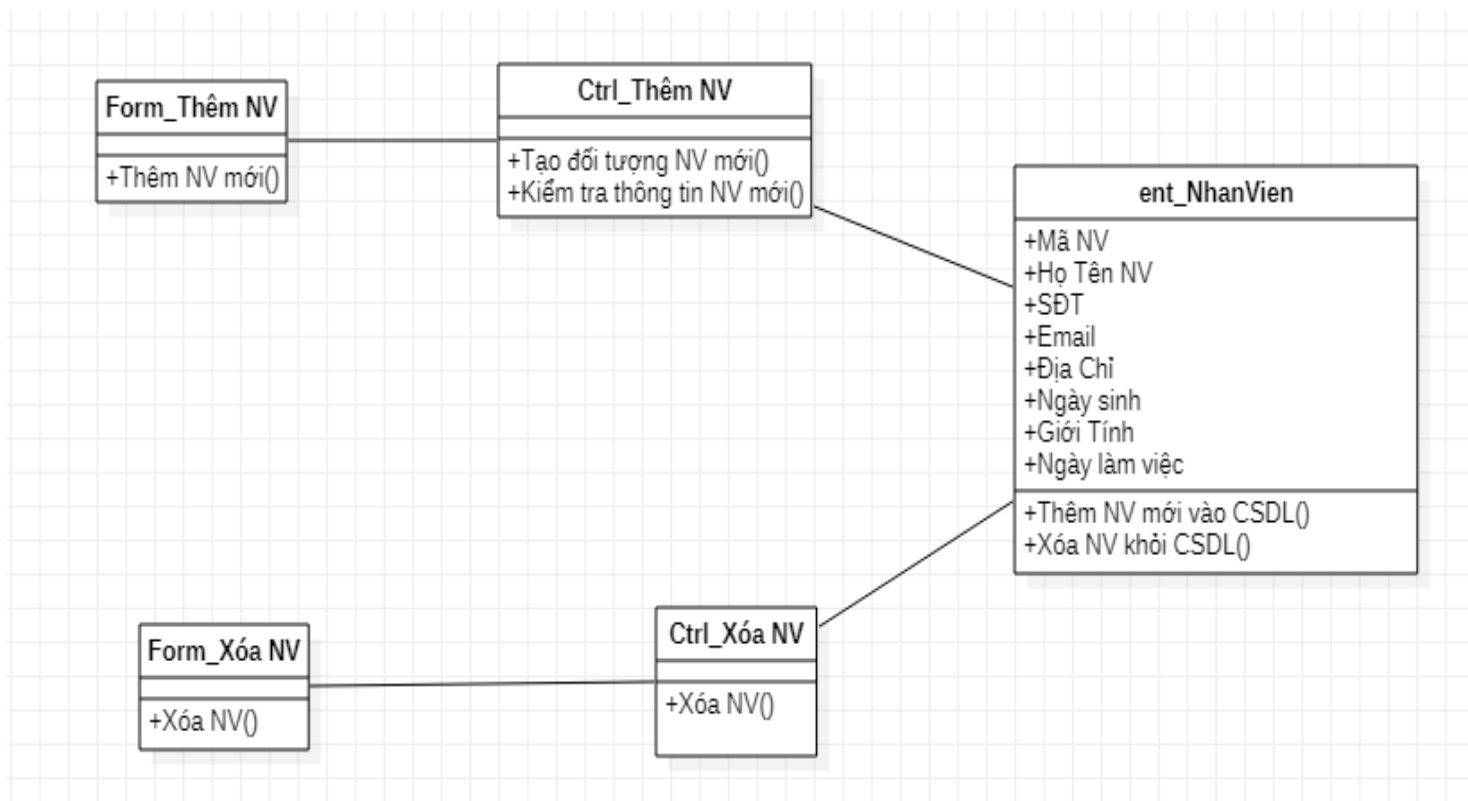 Form_Thêm NV
+Thêm NV mới()
Ctrl_Thêm NV
+Tạo đối tượng NV mới()
+Kiểm tra thông tin NV mới()
ent_NhanVien
+Mã NV
+Họ Tên NV
+SĐT
+Email
+Địa Chỉ
+Ngày sinh
+Giới Tính
+Ngày làm việc
+Thêm NV mới vào CSDL()
+Xóa NV khỏi CSDL()
Form_Xóa NV
+Xóa NV()
Ctrl_Xóa NV
+Xóa NV()